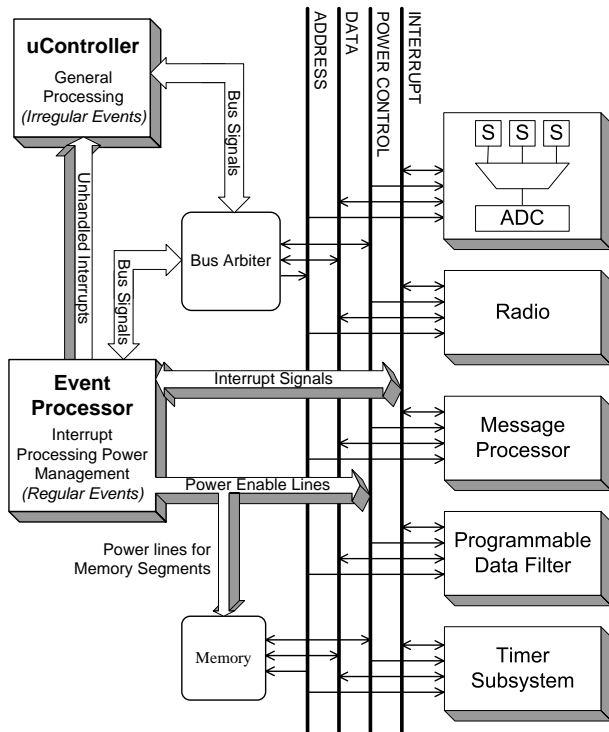 uController
General
Processing
(Irregular Events)
Bus Signals
Unhandled Interrupts
Bus Signals
Bus Arbiter
Event
Processor
Interrupt
Processing Power
Management
(Regular Events)
Interrupt Signals
Power Enable Lines
Power lines for
Memory Segments
Memory
ADDRESS
DATA
POWER CONTROL
INTERRUPT
S S S
ADC
Radio
Message
Processor
Programmable
Data Filter
Timer
Subsystem